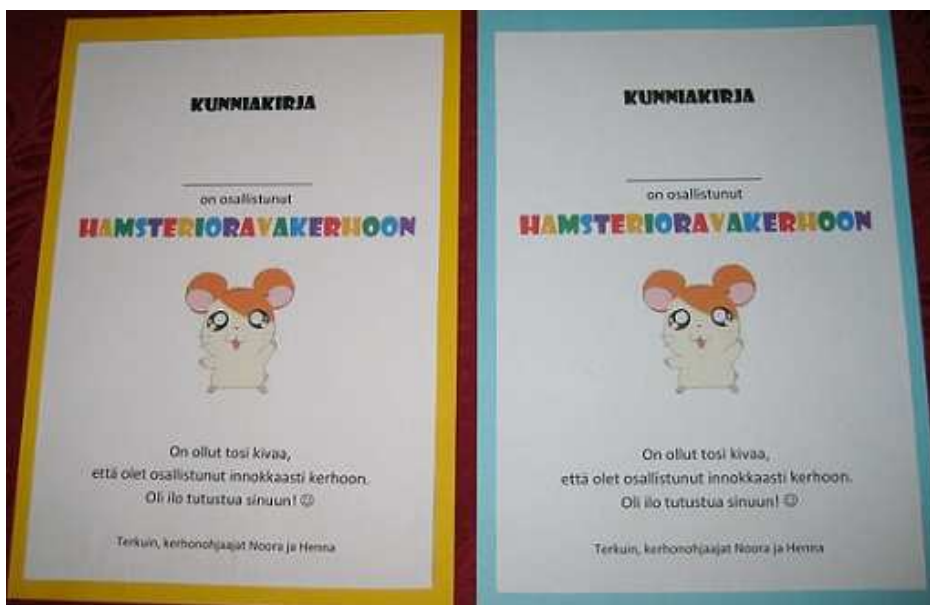 KUNNIAKIRJA
on osallistunut
HAMSTERIORAVAKERHOON
On ollut tosi kivaa,
että olet osallistunut innokkaasti kerhoon.
Oli ilo tutustua sinuun! ☺
Terkuin, kerhonohjaajat Noora ja Henna
KUNNIAKIRJA
on osallistunut
HAMSTERIORAVAKERHOON
On ollut tosi kivaa,
että olet osallistunut innokkaasti kerhoon.
Oli ilo tutustua sinuun! ☺
Terkuin, kerhonohjaajat Noora ja Henna